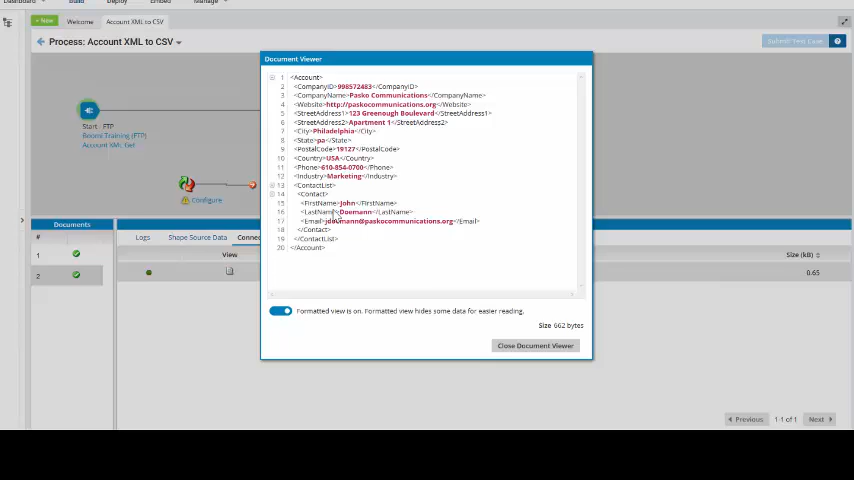 Dashboard Build Deploy Embed Manage
+ New Welcome Account XML to CSV
Process: Account XML to CSV
Submit Test Case ?
Start - FTP
Boomi Training (FTP)
Account XML Get
Configure
Document Viewer
1 <Account>
2 <CompanyID>998572483</CompanyID>
3 <CompanyName>Pasko Communications</CompanyName>
4 <Website>http://paskocommunications.org</Website>
5 <StreetAddress1>123 Greenough Boulevard</StreetAddress1>
6 <StreetAddress2>Apartment 1</StreetAddress2>
7 <City>Philadelphia</City>
8 <State>pa</State>
9 <PostalCode>19127</PostalCode>
10 <Country>USA</Country>
11 <Phone>610-854-0700</Phone>
12 <Industry>Marketing</Industry>
13 <ContactList>
14 <Contact>
15 <FirstName>John</FirstName>
16 <LastName>Doemann</LastName>
17 <Email>jdoemann@paskocommunications.org</Email>
18 </Contact>
19 </ContactList>
20 </Account>
Formatted view is on. Formatted view hides some data for easier reading.
Size 662 bytes
Close Document Viewer
Documents
#
1
2
Logs Shape Source Data Connec
View Size (kB)
0.65
Previous 1-1 of 1 Next